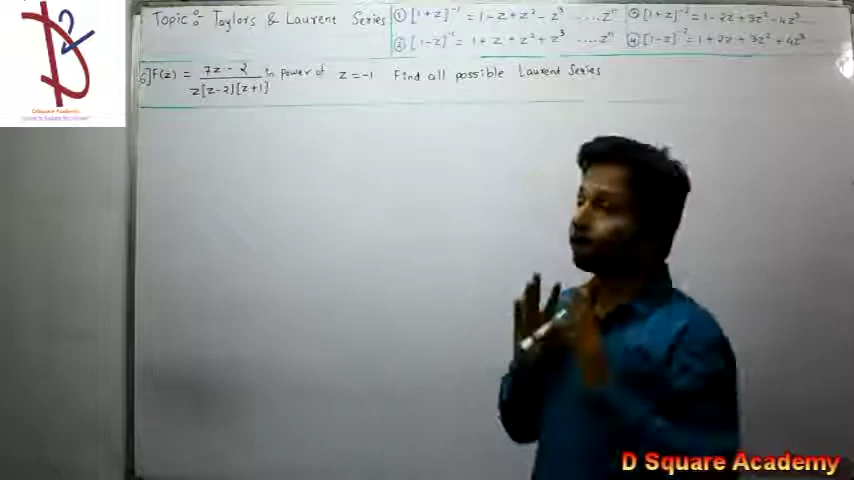 Topic :- Taylors & Laurent Series
① [1+z]⁻¹ = 1 - z + z² - z³ .....zⁿ
② [1-z]⁻¹ = 1 + z + z² + z³ .....zⁿ
③ [1+z]⁻² = 1 - 2z + 3z² - 4z³
④ [1-z]⁻² = 1 + 2z + 3z² + 4z³
6] F(z) = 7z - 2 / z[z-2][z+1] in power of z = -1 Find all possible Laurent Series
D Square Academy